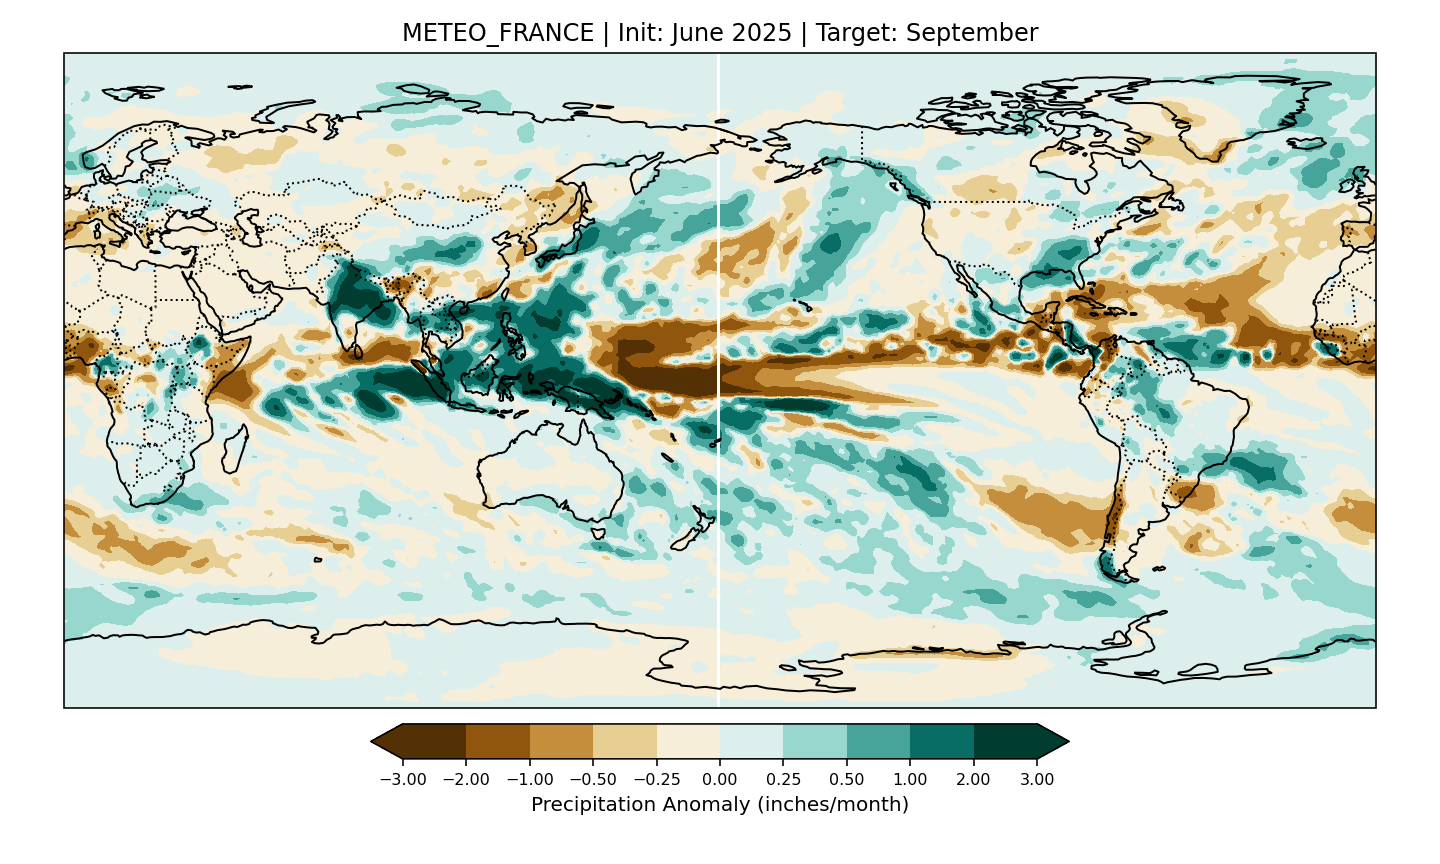 METEO_FRANCE | Init: June 2025 | Target: September
−3.00 −2.00 −1.00 −0.50 −0.25 0.00 0.25 0.50 1.00 2.00 3.00
Precipitation Anomaly (inches/month)